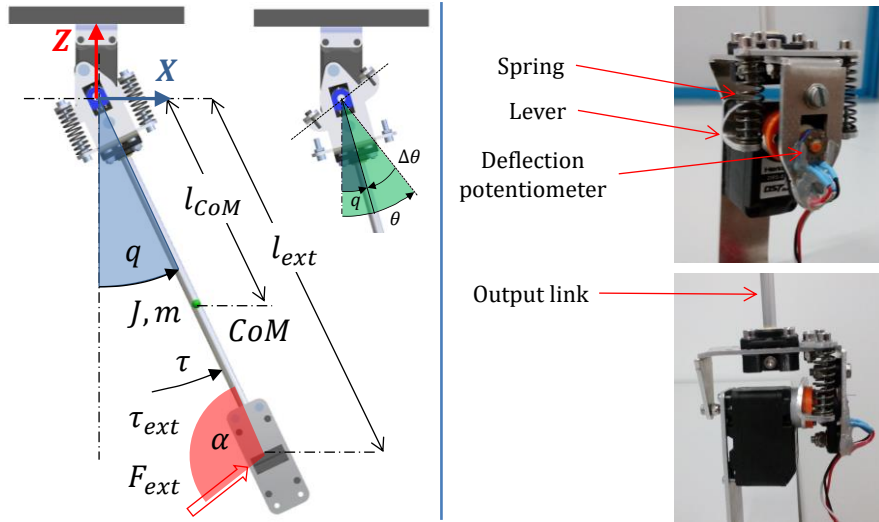 Z
X
l_CoM
l_ext
q
Δθ
q
θ
J, m
CoM
τ
τ_ext
α
F_ext
Spring
Lever
Deflection
potentiometer
Output link